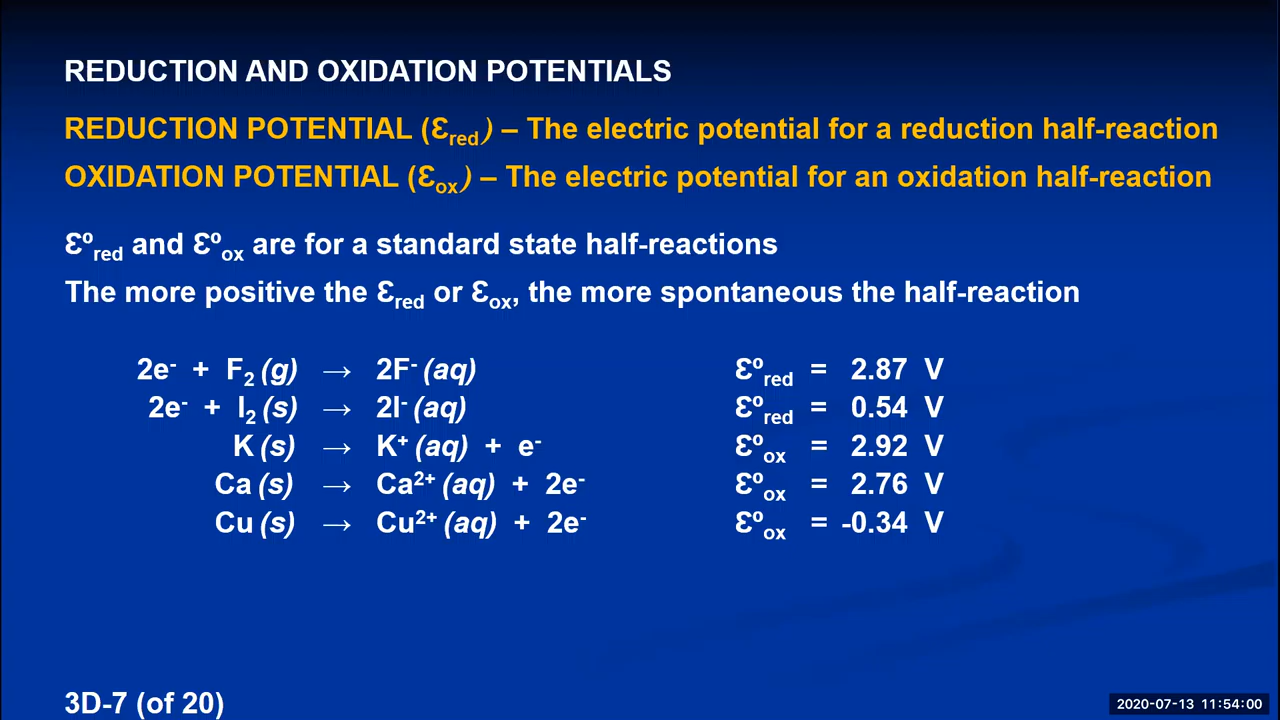 REDUCTION AND OXIDATION POTENTIALS
REDUCTION POTENTIAL (Ɛred) – The electric potential for a reduction half-reaction
OXIDATION POTENTIAL (Ɛox) – The electric potential for an oxidation half-reaction
Ɛºred and Ɛºox are for a standard state half-reactions
The more positive the Ɛred or Ɛox, the more spontaneous the half-reaction
2e⁻ + F₂ (g) → 2F⁻ (aq) Ɛºred = 2.87 V
2e⁻ + I₂ (s) → 2I⁻ (aq) Ɛºred = 0.54 V
K (s) → K⁺ (aq) + e⁻ Ɛºox = 2.92 V
Ca (s) → Ca²⁺ (aq) + 2e⁻ Ɛºox = 2.76 V
Cu (s) → Cu²⁺ (aq) + 2e⁻ Ɛºox = -0.34 V
3D-7 (of 20)
2020-07-13 11:54:00